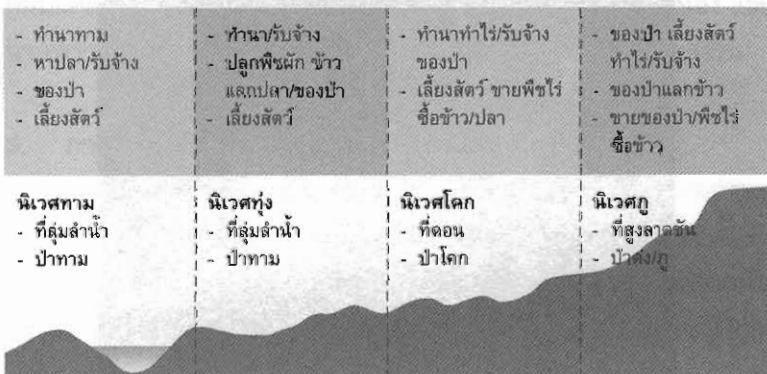 - ทำนาทาม
- หาปลา/รับจ้าง
- ของป่า
- เลี้ยงสัตว์
- ทำนา/รับจ้าง
- ปลูกพืชผัก ข้าว
แลกปลา/ของป่า
- เลี้ยงสัตว์
- ทำนาทำไร่/รับจ้าง
ของป่า
- เลี้ยงสัตว์ ขายพืชไร่
ซื้อข้าว/ปลา
- ของป่า เลี้ยงสัตว์
ทำไร่/รับจ้าง
- ของป่าแลกข้าว
- ขายของป่า/พืชไร่
ซื้อข้าว
นิเวศทาม
- ที่ลุ่มลำน้ำ
- ป่าทาม
นิเวศทุ่ง
- ที่ลุ่มลำน้ำ
- ป่าทาม
นิเวศโคก
- ที่ดอน
- ป่าโคก
นิเวศภู
- ที่สูงลาดชัน
- ป่าดง/ภู